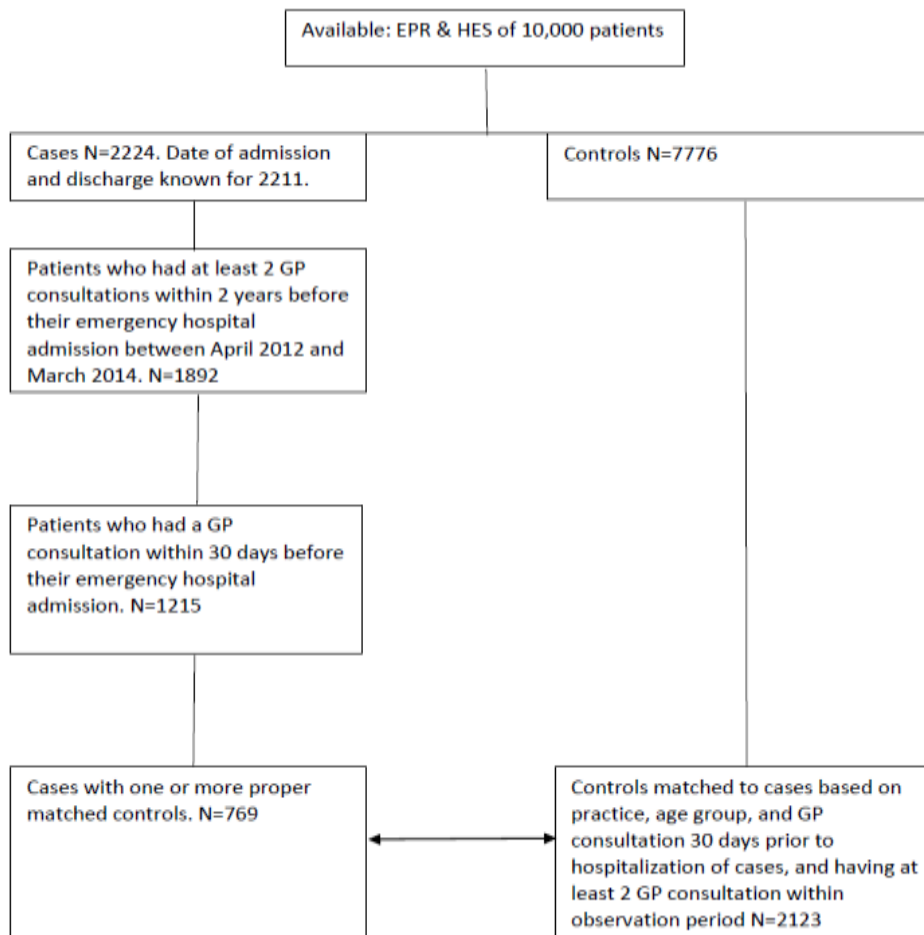 Available: EPR & HES of 10,000 patients
Cases N=2224. Date of admission
and discharge known for 2211.
Controls N=7776
Patients who had at least 2 GP
consultations within 2 years before
their emergency hospital
admission between April 2012 and
March 2014. N=1892
Patients who had a GP
consultation within 30 days before
their emergency hospital
admission. N=1215
Cases with one or more proper
matched controls. N=769
Controls matched to cases based on
practice, age group, and GP
consultation 30 days prior to
hospitalization of cases, and having at
least 2 GP consultation within
observation period N=2123